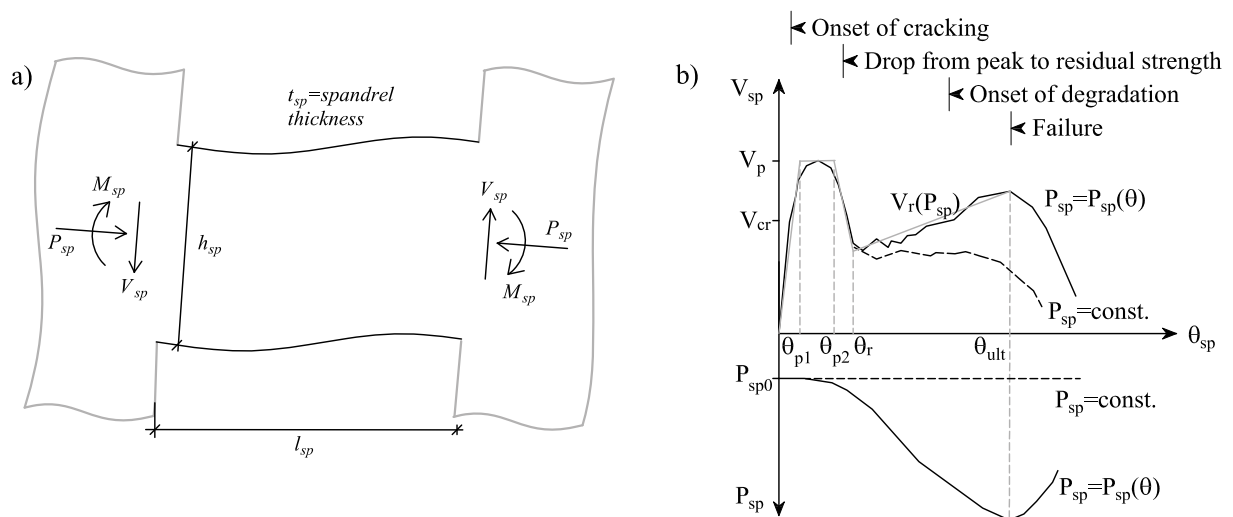 a)
t_sp=spandrel
thickness
M_sp
P_sp
V_sp
h_sp
V_sp
P_sp
M_sp
l_sp
b)
Onset of cracking
Drop from peak to residual strength
Onset of degradation
Failure
V_sp
V_p
V_cr
V_r(P_sp)
P_sp=P_sp(θ)
P_sp=const.
θ_p1
θ_p2
θ_r
θ_ult
θ_sp
P_sp0
P_sp=const.
P_sp=P_sp(θ)
P_sp